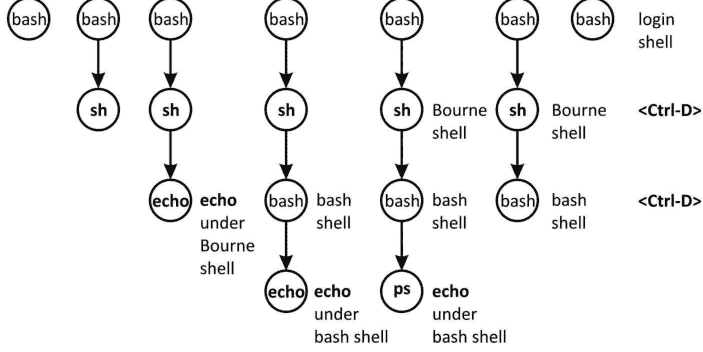 bash bash bash bash bash bash bash login
shell
sh sh sh sh Bourne sh Bourne <Ctrl-D>
shell shell
echo echo bash bash bash bash bash bash <Ctrl-D>
under shell shell shell
Bourne
shell
echo echo ps echo
under under
bash shell bash shell